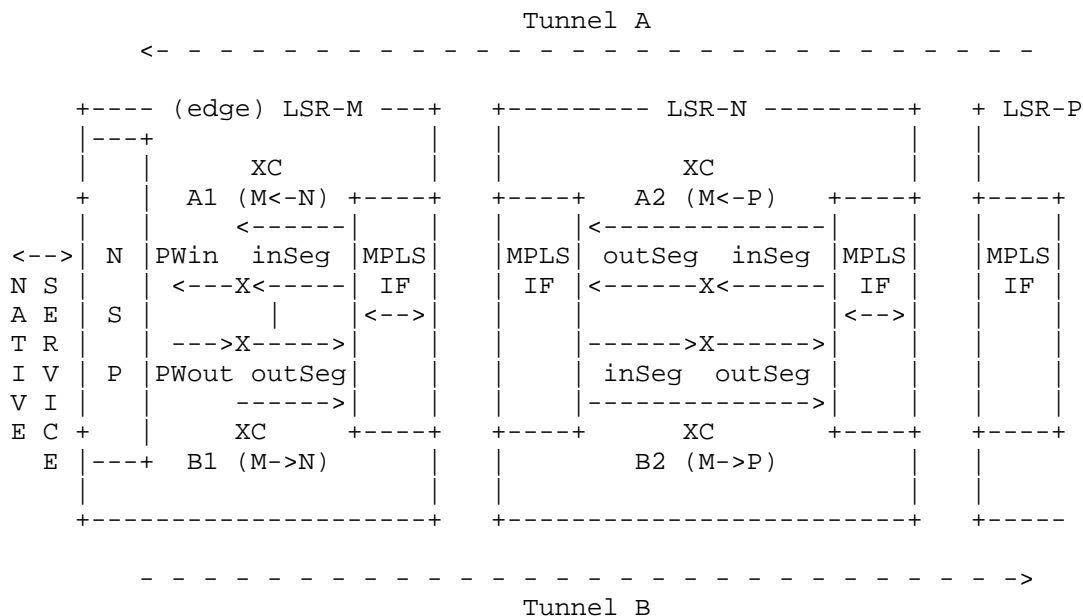 Tunnel A
             <- - - - - - - - - - - - - - - - - - - - - - - - -

         +---- (edge) LSR-M ---+   +--------- LSR-N ---------+   + LSR-P
         |---+                 |   |                         |   |
         |   |      XC         |   |           XC            |   |
         +   |  A1 (M<-N) +----+   +----+  A2 (M<-P)    +----+   +----+
         |   |     <------|    |   |    |<--------------|    |   |    |
     <-->| N |PWin  inSeg |MPLS|   |MPLS| outSeg  inSeg |MPLS|   |MPLS|
     N S |   | <---X<-----| IF |   | IF |<------X<------| IF |   | IF |
     A E | S |       |    |<-->|   |    |               |<-->|   |    |
     T R |   | --->X----->|    |   |    |------>X------>|    |   |    |
     I V | P |PWout outSeg|    |   |    | inSeg  outSeg |    |   |    |
     V I |   |     ------>|    |   |    |-------------->|    |   |    |
     E C +   |     XC     +----+   +----+      XC       +----+   +----+
       E |---+  B1 (M->N)      |   |       B2 (M->P)         |   |
         |                     |   |                         |   |
         +---------------------+   +-------------------------+   +-----

             - - - - - - - - - - - - - - - - - - - - - - - - ->
                                  Tunnel B